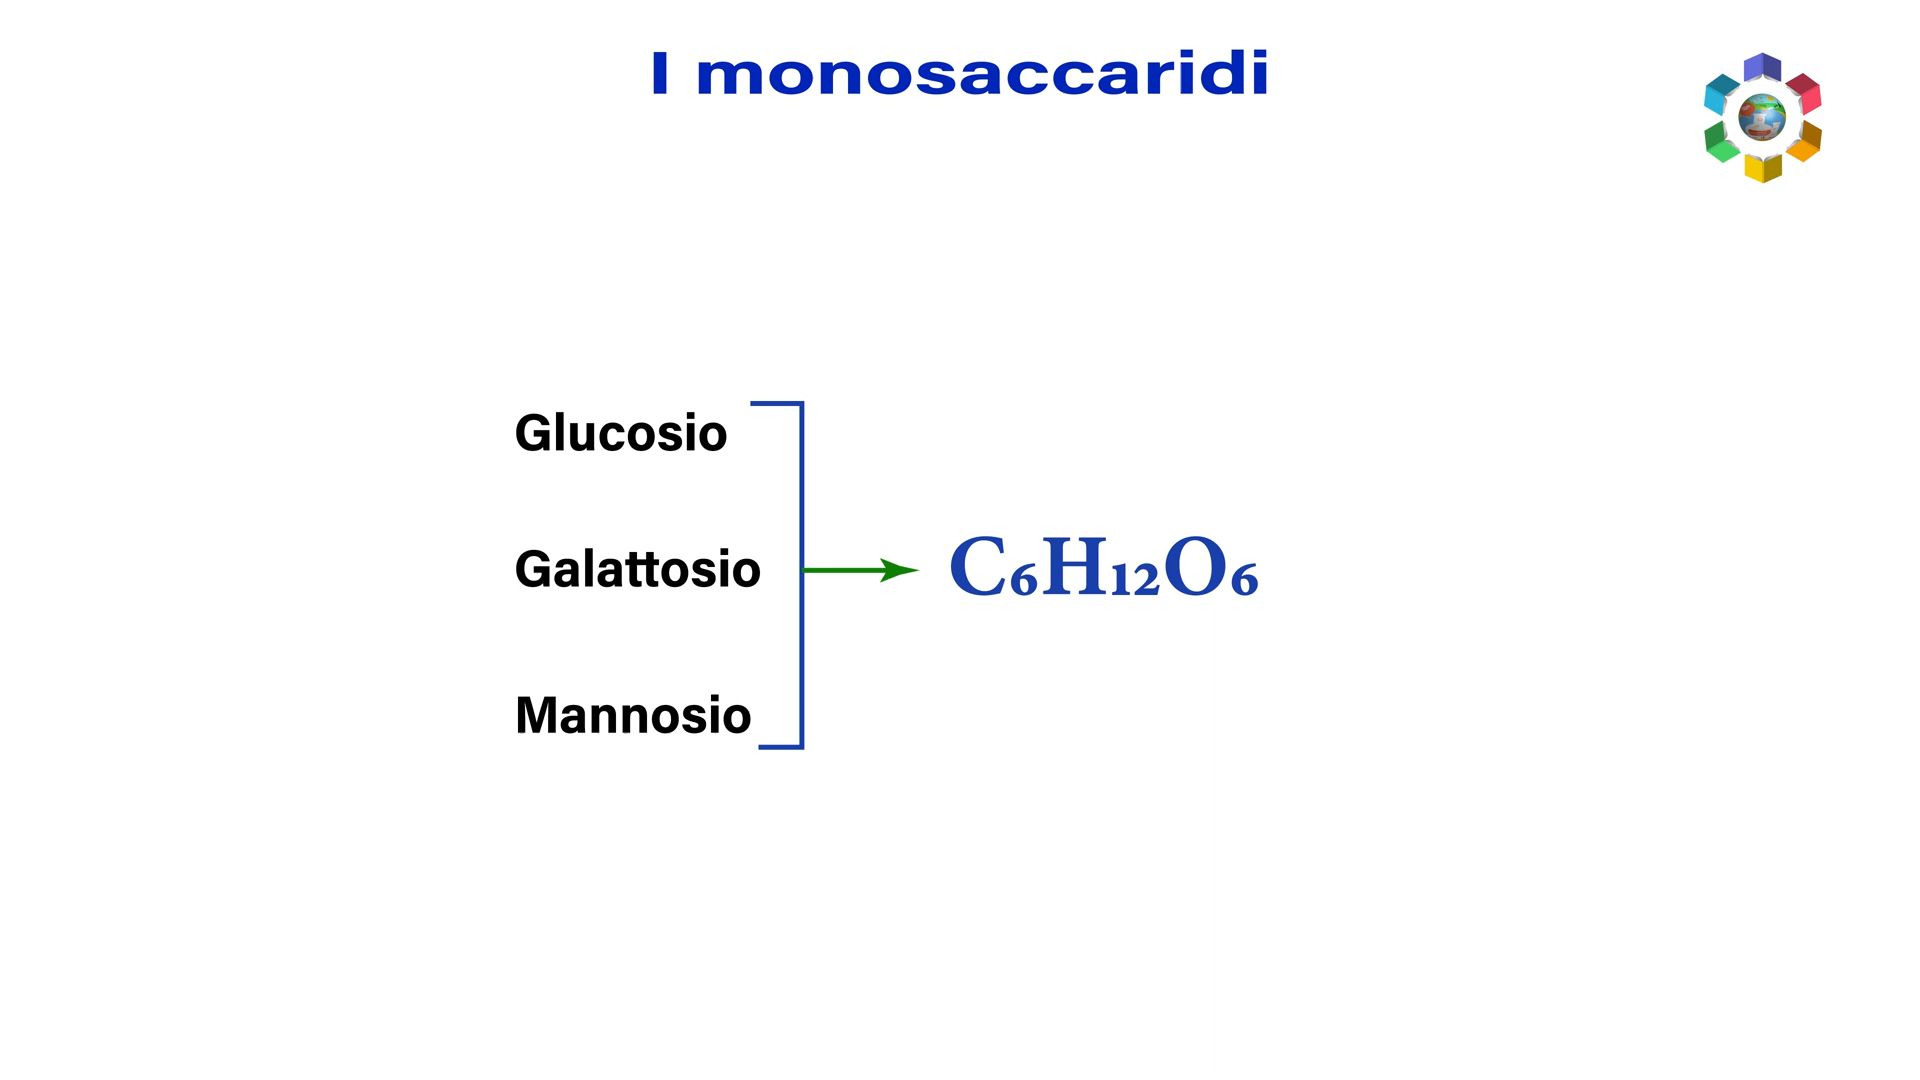 I monosaccaridi
Glucosio
Galattosio
C₆H₁₂O₆
Mannosio